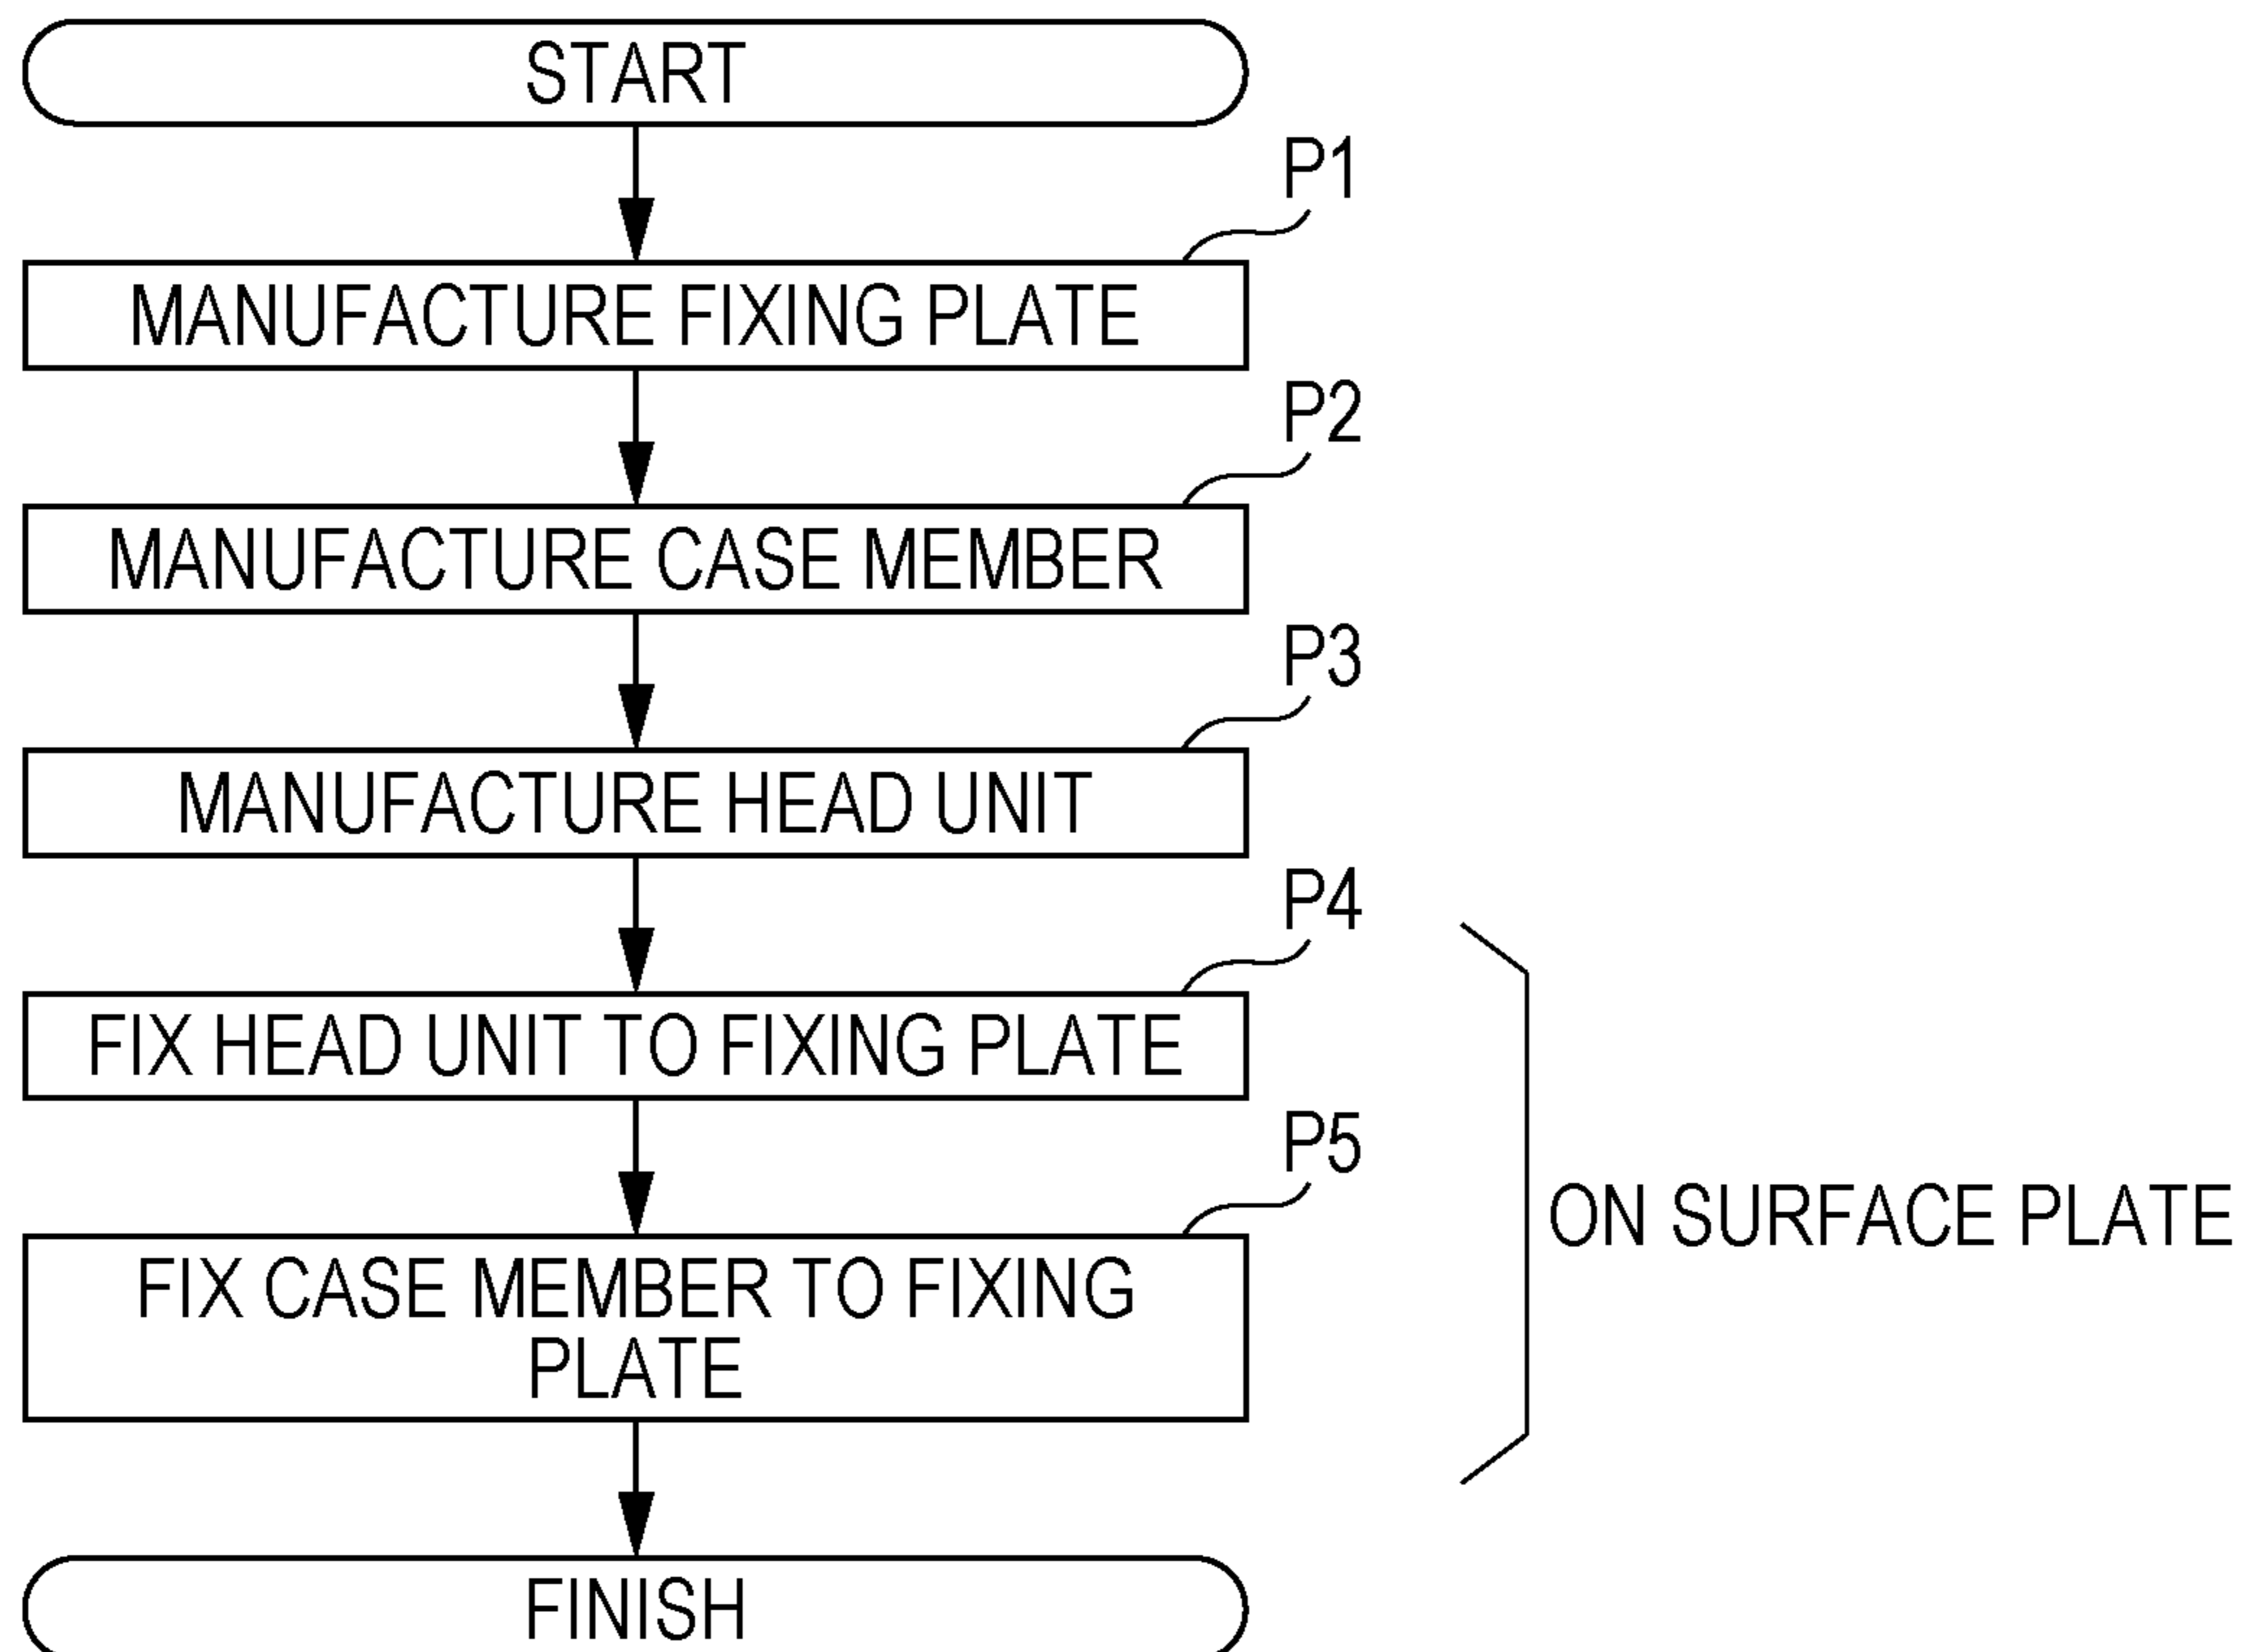 START
P1
MANUFACTURE FIXING PLATE
P2
MANUFACTURE CASE MEMBER
P3
MANUFACTURE HEAD UNIT
P4
FIX HEAD UNIT TO FIXING PLATE
P5
ON SURFACE PLATE
FIX CASE MEMBER TO FIXING
PLATE
FINISH